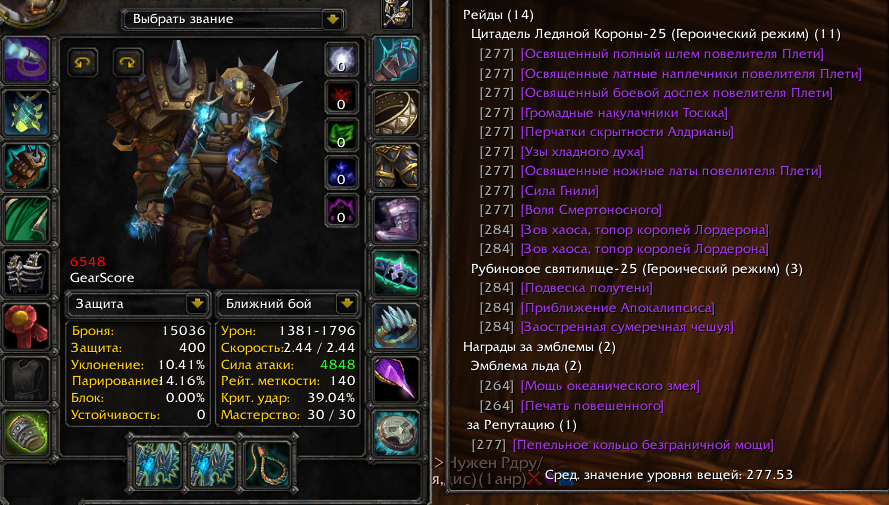 Выбрать звание
0
0
0
0
0
6548
GearScore
Защита
Броня: 15036
Защита: 400
Уклонение: 10.41%
Парирование: 14.16%
Блок: 0.00%
Устойчивость: 0
Ближний бой
Урон: 1381-1796
Скорость: 2.44 / 2.44
Сила атаки: 4848
Рейт. меткости: 140
Крит. удар: 39.04%
Мастерство: 30 / 30
Рейды (14)
Цитадель Ледяной Короны-25 (Героический режим) (11)
[277] [Освященный полный шлем повелителя Плети]
[277] [Освященные латные наплечники повелителя Плети]
[277] [Освященный боевой доспех повелителя Плети]
[277] [Громадные накулачники Тоскка]
[277] [Перчатки скрытности Алдрианы]
[277] [Узы хладного духа]
[277] [Освященные ножные латы повелителя Плети]
[277] [Сила Гнили]
[277] [Воля Смертоносного]
[284] [Зов хаоса, топор королей Лордерона]
[284] [Зов хаоса, топор королей Лордерона]
Рубиновое святилище-25 (Героический режим) (3)
[284] [Подвеска полутени]
[284] [Приближение Апокалипсиса]
[284] [Заостренная сумеречная чешуя]
Награды за эмблемы (2)
Эмблема льда (2)
[264] [Мощь океанического змея]
[264] [Печать повешенного]
за Репутацию (1)
[277] [Пепельное кольцо безграничной мощи]
> Нужен Рдру/
Сред. значение уровня вещей: 277.53
я,дис)(1анр)